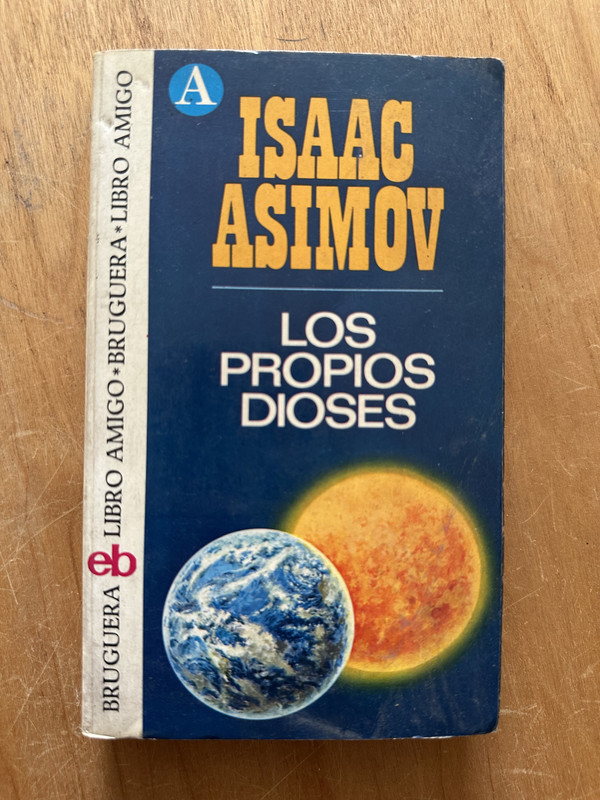 A
ISAAC
ASIMOV
LOS
PROPIOS
DIOSES
BRUGUERA eb LIBRO AMIGO*BRUGUERA*LIBRO AMIGO